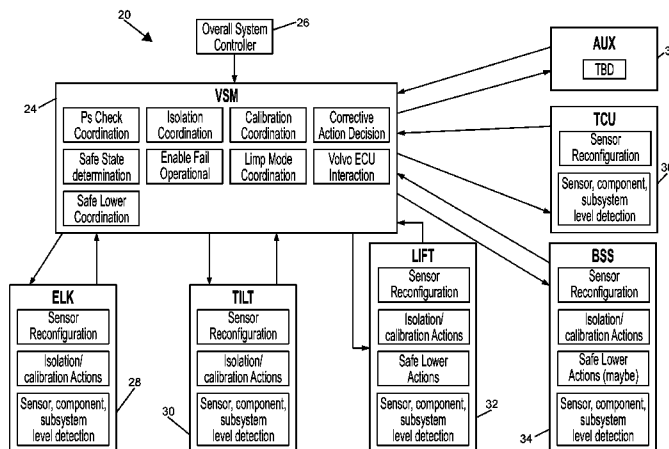 20
Overall System
Controller
26
24
VSM
Ps Check
Coordination
Isolation
Coordination
Calibration
Coordination
Corrective
Action Decision
Safe State
determination
Enable Fail
Operational
Limp Mode
Coordination
Volvo ECU
Interaction
Safe Lower
Coordination
AUX
TBD
TCU
Sensor
Reconfiguration
Sensor, component,
subsystem
level detection
ELK
Sensor
Reconfiguration
Isolation/
calibration Actions
Sensor, component,
subsystem
level detection
28
TILT
Sensor
Reconfiguration
Isolation/
calibration Actions
Sensor, component,
subsystem
level detection
30
LIFT
Sensor
Reconfiguration
Isolation/
calibration Actions
Safe Lower
Actions
Sensor, component,
subsystem
level detection
32
BSS
Sensor
Reconfiguration
Isolation/
calibration Actions
Safe Lower
Actions (maybe)
Sensor, component,
subsystem
level detection
34